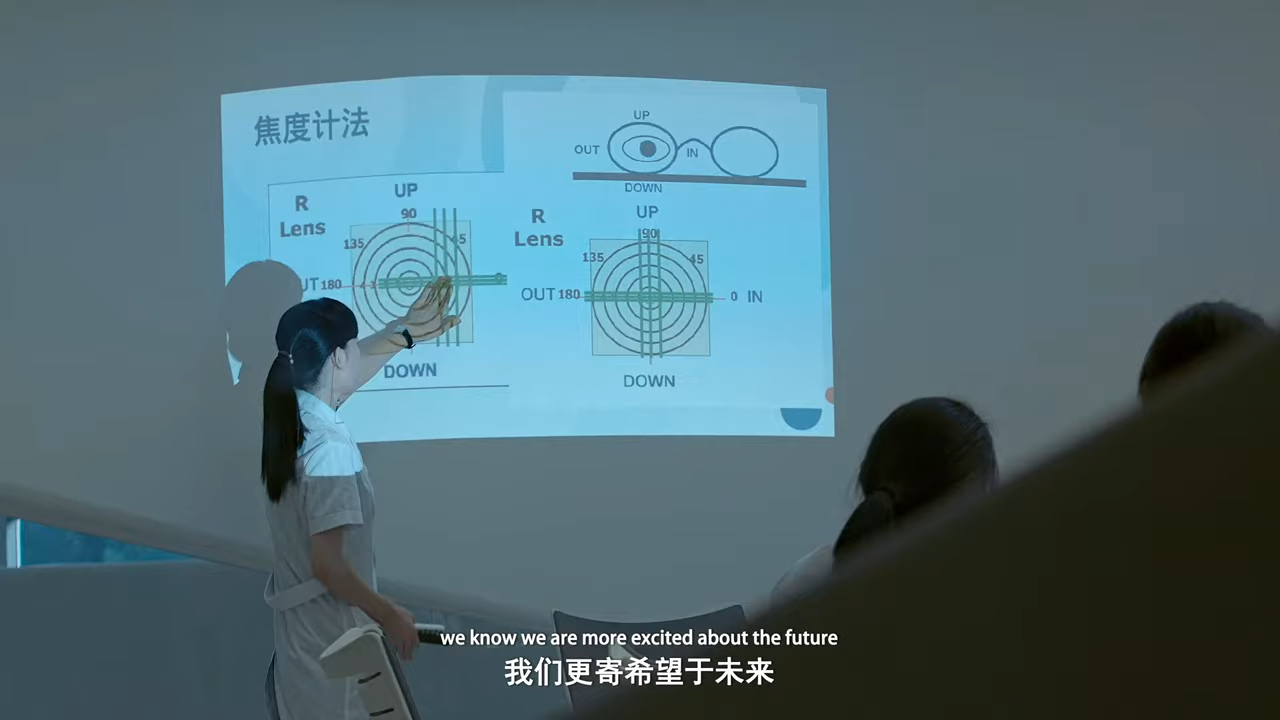 焦度计法
UP
OUT
IN
DOWN
R
Lens
UP
90
135
45
180
0
DOWN
R
Lens
UP
90
135
45
OUT 180
0 IN
DOWN
we know we are more excited about the future
我们更寄希望于未来